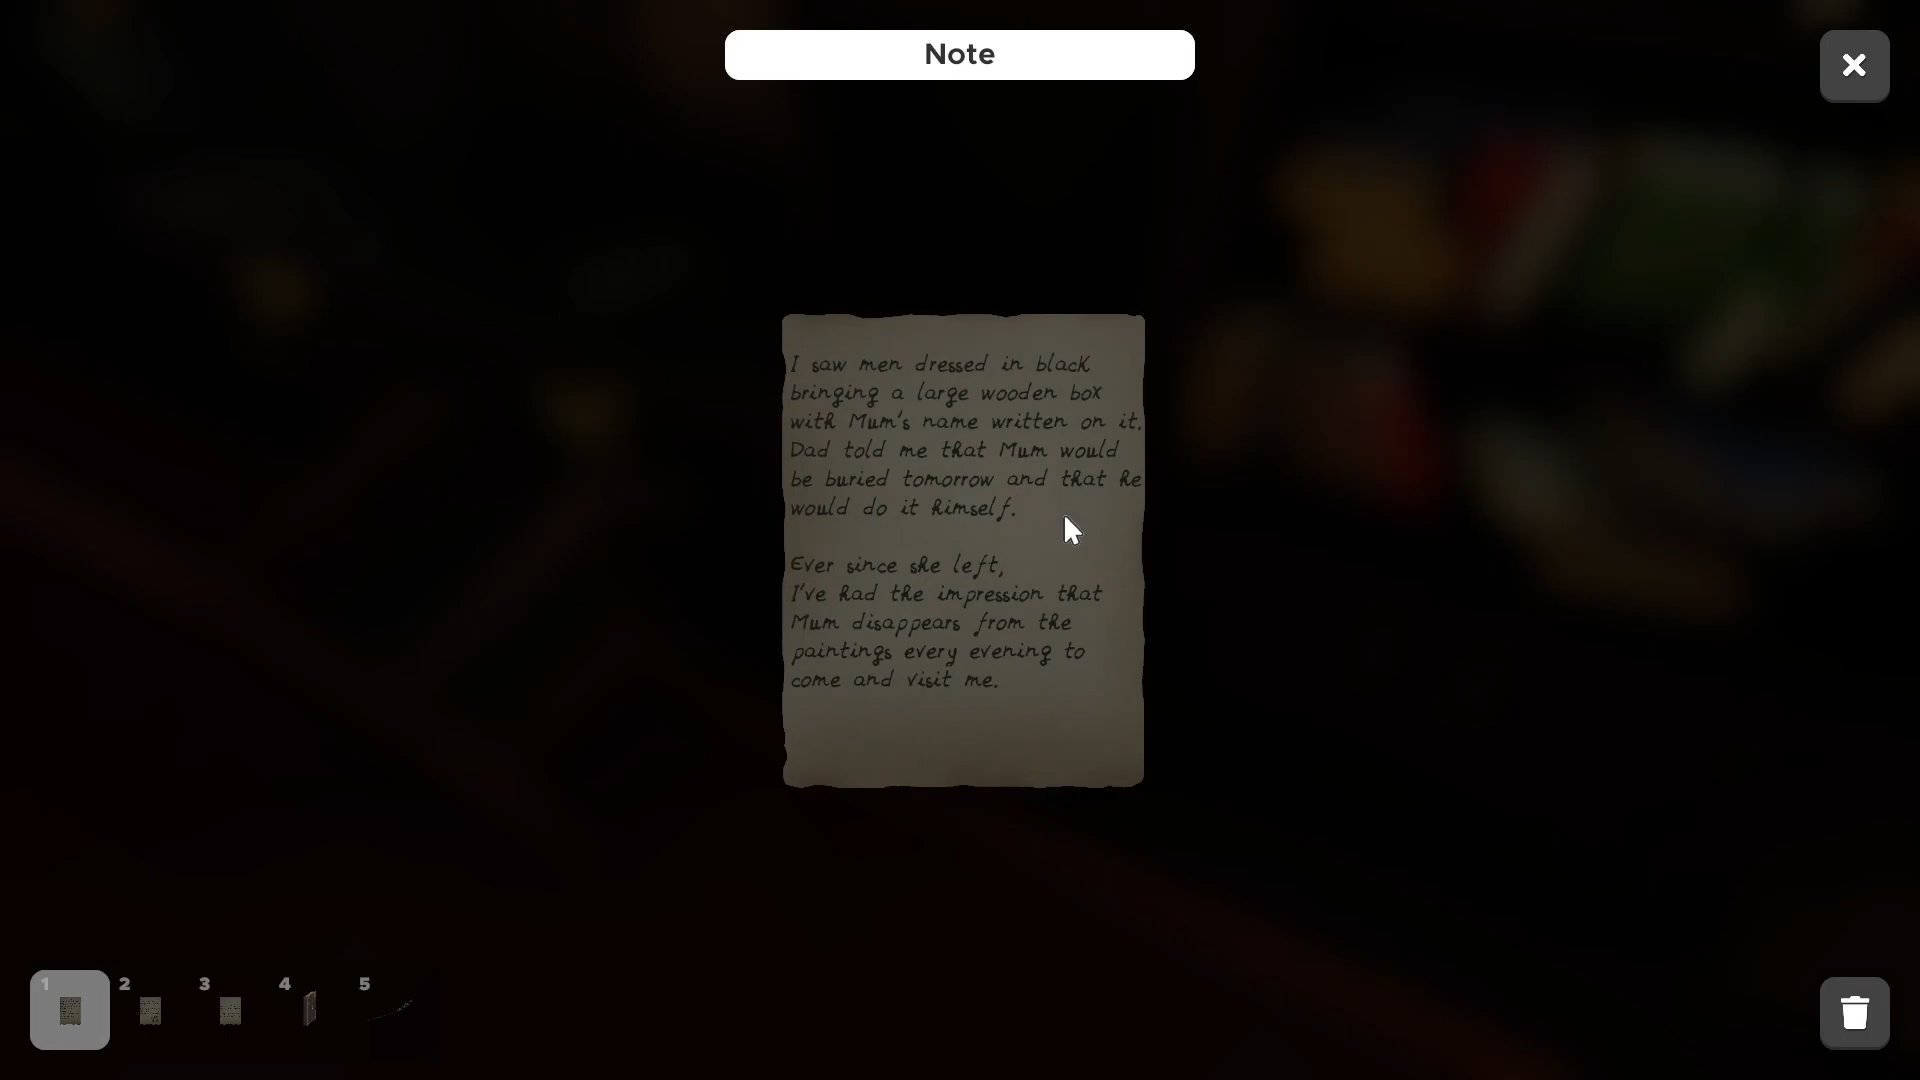 Note
I saw men dressed in black
bringing a large wooden box
with Mum's name written on it.
Dad told me that Mum would
be buried tomorrow and that he
would do it himself.
Ever since she left,
I've had the impression that
Mum disappears from the
paintings every evening to
come and visit me.
1 2 3 4 5